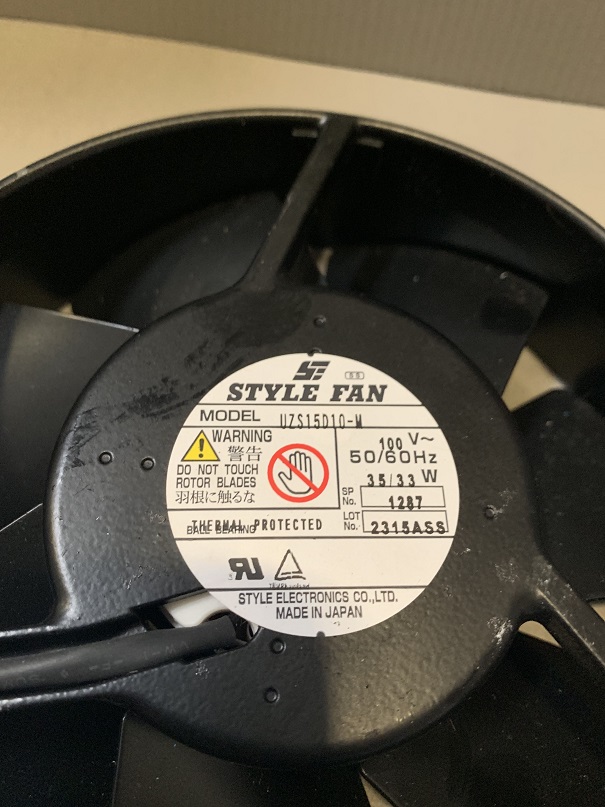 STYLE FAN
MODEL UZS15D10-M
WARNING
警告
DO NOT TOUCH
ROTOR BLADES
羽根に触るな
100 V~
50/60Hz
35/33 W
SP No. 1287
LOT No. 2315ASS
THERMAL PROTECTED
BALL BEARING
STYLE ELECTRONICS CO.,LTD.
MADE IN JAPAN